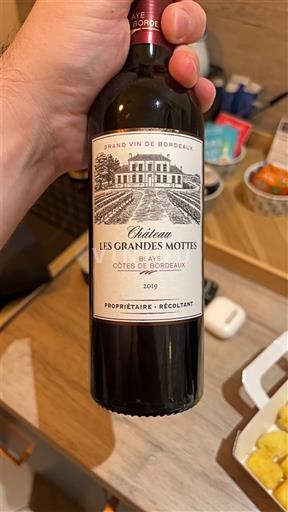 BLAYE
BORDE
GRAND VIN DE BORDEAUX
Château
LES GRANDES MOTTES
BLAYE
CÔTES DE BORDEAUX
2019
PROPRIÉTAIRE - RÉCOLTANT